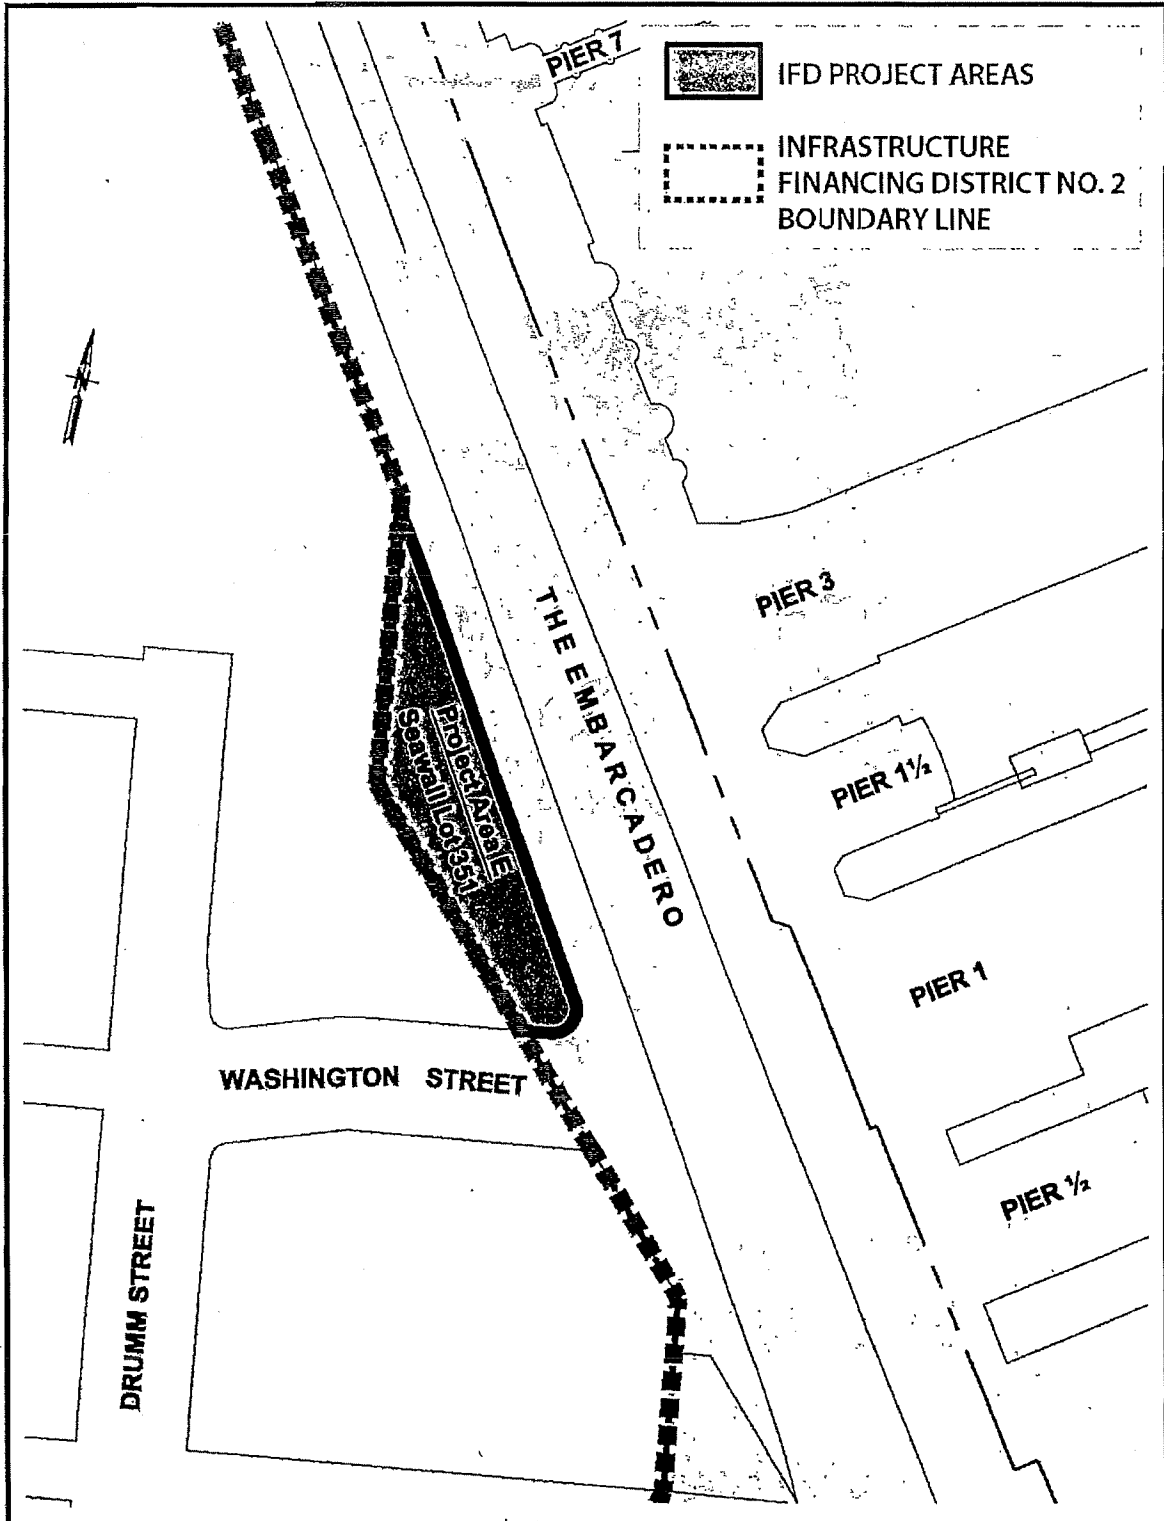 PIER 7
IFD PROJECT AREAS
INFRASTRUCTURE
FINANCING DISTRICT NO. 2
BOUNDARY LINE
THE EMBARCADERO
PIER 3
Project Area E
Seawall Lot 351
PIER 1½
PIER 1
WASHINGTON STREET
PIER ½
DRUMM STREET